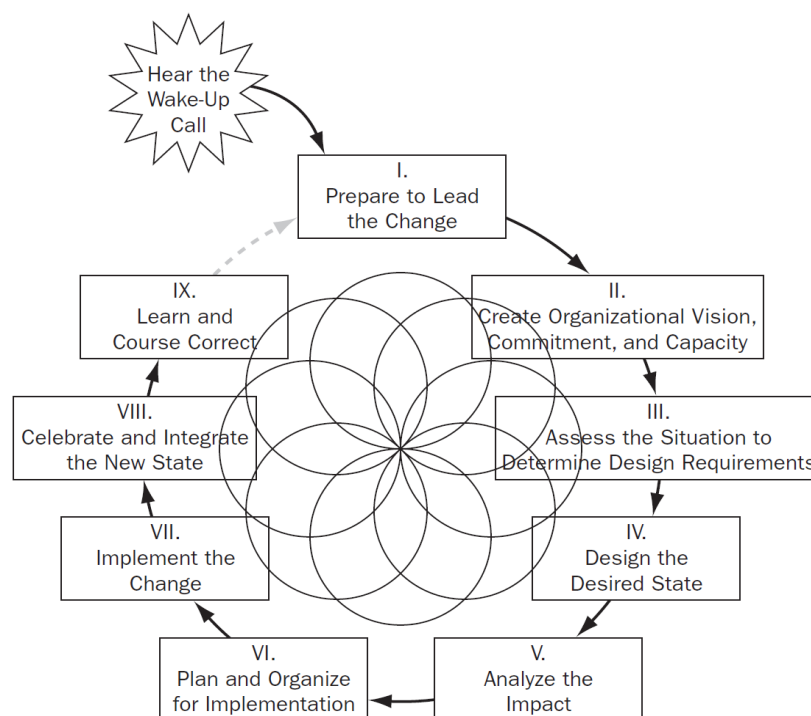 Hear the
Wake-Up
Call
I.
Prepare to Lead
the Change
II.
Create Organizational Vision,
Commitment, and Capacity
III.
Assess the Situation to
Determine Design Requirements
IV.
Design the
Desired State
V.
Analyze the
Impact
VI.
Plan and Organize
for Implementation
VII.
Implement the
Change
VIII.
Celebrate and Integrate
the New State
IX.
Learn and
Course Correct